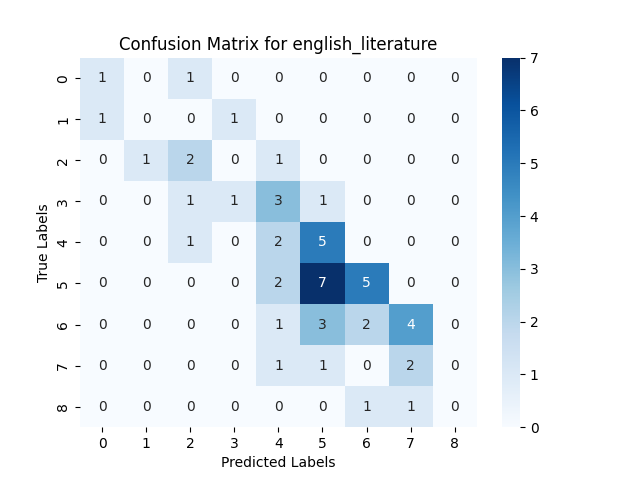 Confusion Matrix for english_literature
True Labels
0 1 0 1 0 0 0 0 0 0
1 1 0 0 1 0 0 0 0 0
2 0 1 2 0 1 0 0 0 0
3 0 0 1 1 3 1 0 0 0
4 0 0 1 0 2 5 0 0 0
5 0 0 0 0 2 7 5 0 0
6 0 0 0 0 1 3 2 4 0
7 0 0 0 0 1 1 0 2 0
8 0 0 0 0 0 0 1 1 0
0 1 2 3 4 5 6 7 8
Predicted Labels
7
6
5
4
3
2
1
0